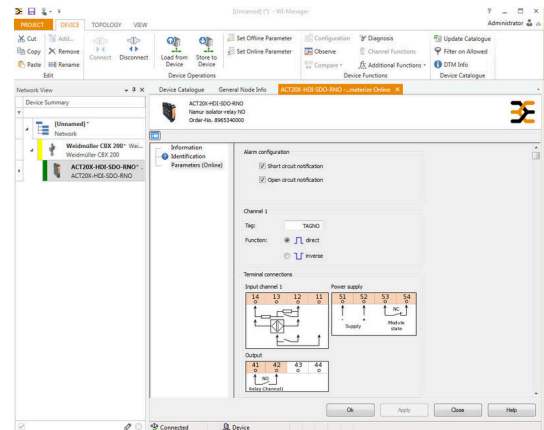 [Unnamed] (*) - WI-Manager
PROJECT DEVICE TOPOLOGY VIEW
Administrator
Cut Add...
Copy Remove
Paste Rename
Connect Disconnect
Load from Device
Store to Device
Set Offline Parameter
Set Online Parameter
Configuration Diagnosis
Observe Channel Functions
Compare Additional Functions
Update Catalogue
Filter on Allowed
DTM Info
Edit Device Operations Device Functions Device Catalogue
Network View
Device Catalogue General Node Info ACT20X-HDI-SDO-RNO
Device Summary
[Unnamed] *
Network
Weidmüller CBX 200* Wei...
Weidmüller CBX 200
ACT20X-HDI-SDO-RNO*
ACT20X-HDI-SDO-RNO
ACT20X-HDI-SDO-RNO
Namur isolator-relay NO
Order-No. 8965340000
Information
Identification
Parameters (Online)
Alarm configuration
Short circuit notification
Open circuit notification
Channel 1
Tag: TAGNO
Function: direct
inverse
Terminal connections
Input channel 1 Power supply
14 13 12 11 51 52 53 54
NC
Supply Module state
Output
41 42 43 44
NO
Relay Channel1
Ok Apply Close Help
Connected Device